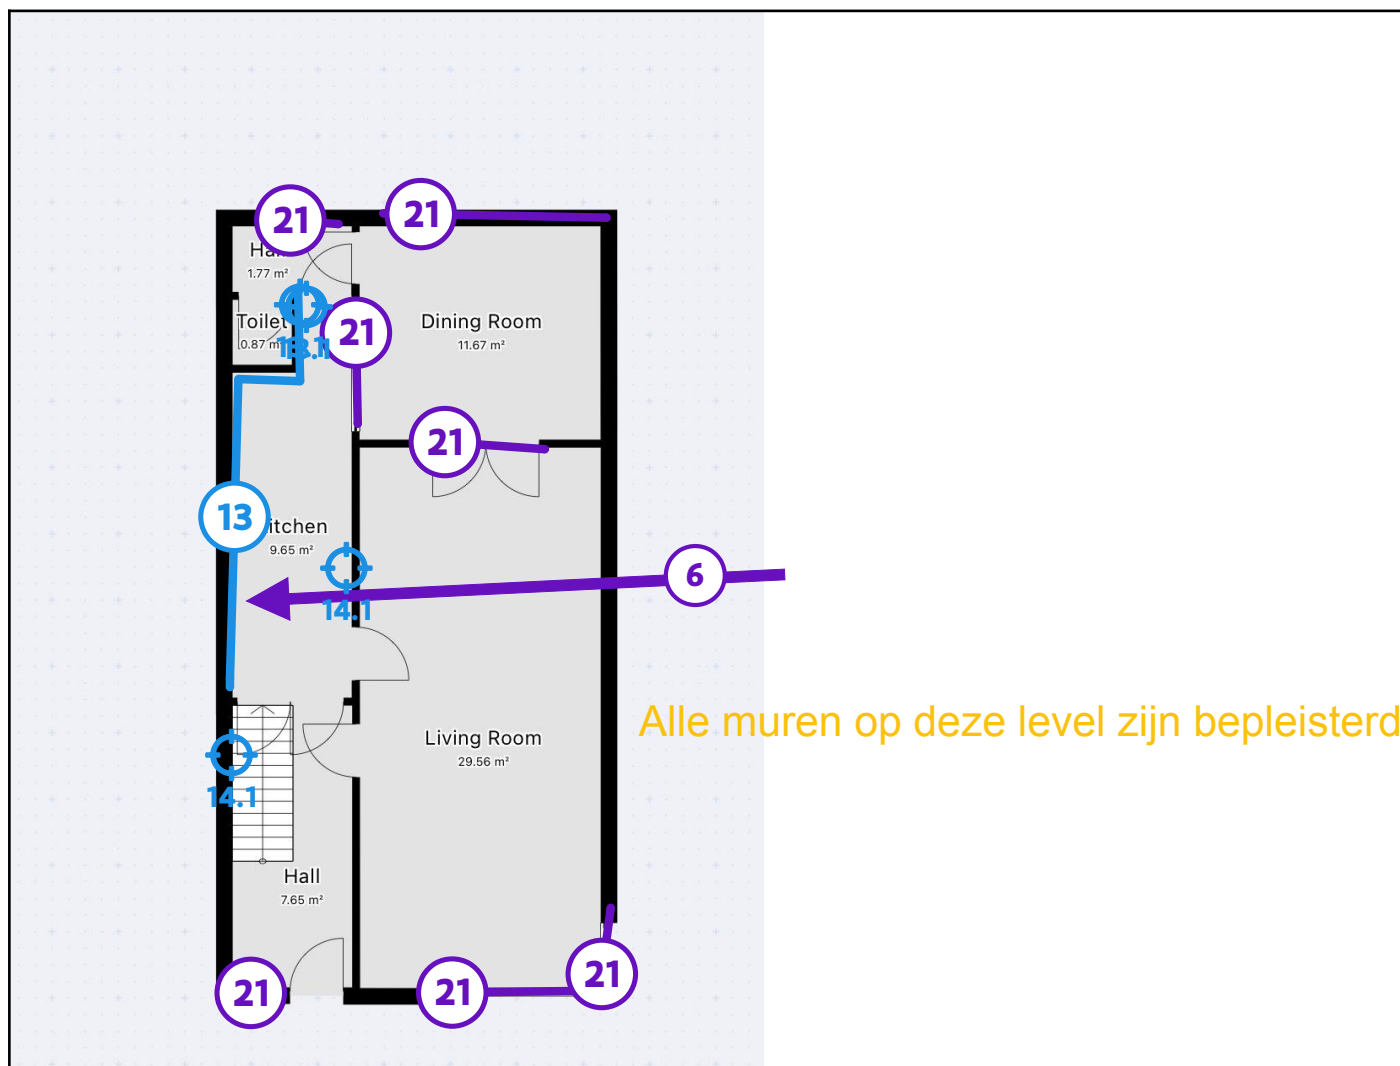 21
21
Ha
1.77 m²
Toilet
0.87 m
21
Dining Room
11.67 m²
21
13
itchen
9.65 m²
14.1
6
Alle muren op deze level zijn bepleisterd
Living Room
29.56 m²
14.1
Hall
7.65 m²
21
21
21